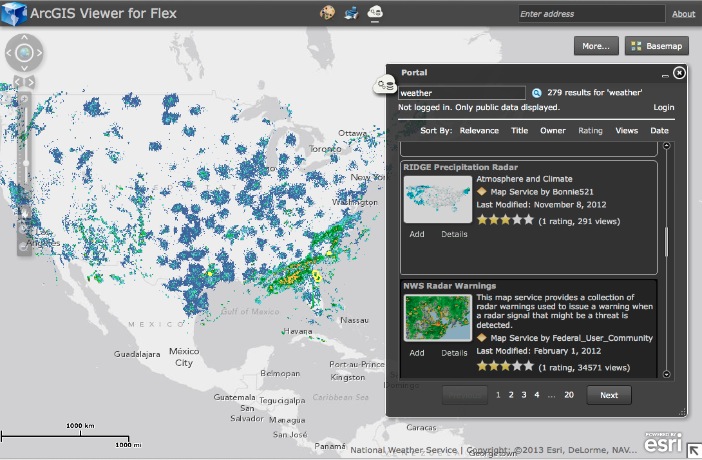 ArcGIS Viewer for Flex
Enter address
About
More...
Basemap
Portal
weather
279 results for 'weather'
Not logged in. Only public data displayed.
Login
Sort By: Relevance Title Owner Rating Views Date
RIDGE Precipitation Radar
Atmosphere and Climate
Map Service by Bonnie521
Last Modified: November 8, 2012
(1 rating, 291 views)
Add Details
NWS Radar Warnings
This map service provides a collection of
radar warnings used to issue a warning when
a radar signal that might be a threat is
detected.
Map Service by Federal_User_Community
Last Modified: February 1, 2012
(1 rating, 34571 views)
Add Details
1 2 3 4 ... 20 Next
Ottawa
Toronto
New York
Washington
Los
Angeles
MEXICO
Gulf of Mexico
Nassau
Havana
Guadalajara
México
City
Port-au-Prince
Belmopan
Kingston
Caribbean Sea
Guatemala
Tegucigalpa
San
Salvador
Managua
San José
Panamá
Caracas
Georgetown
1000 km
1000 mi
National Weather Service | Copyright:©2013 Esri, DeLorme, NAV...
POWERED BY
esri